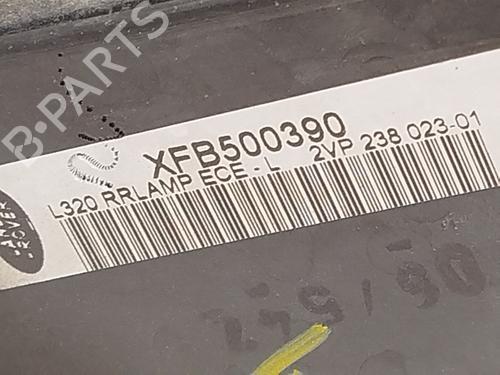 B-PARTS
XFB500390
L320 RRLAMP ECE - L 2VP 238 023-01
LAND
ROVER